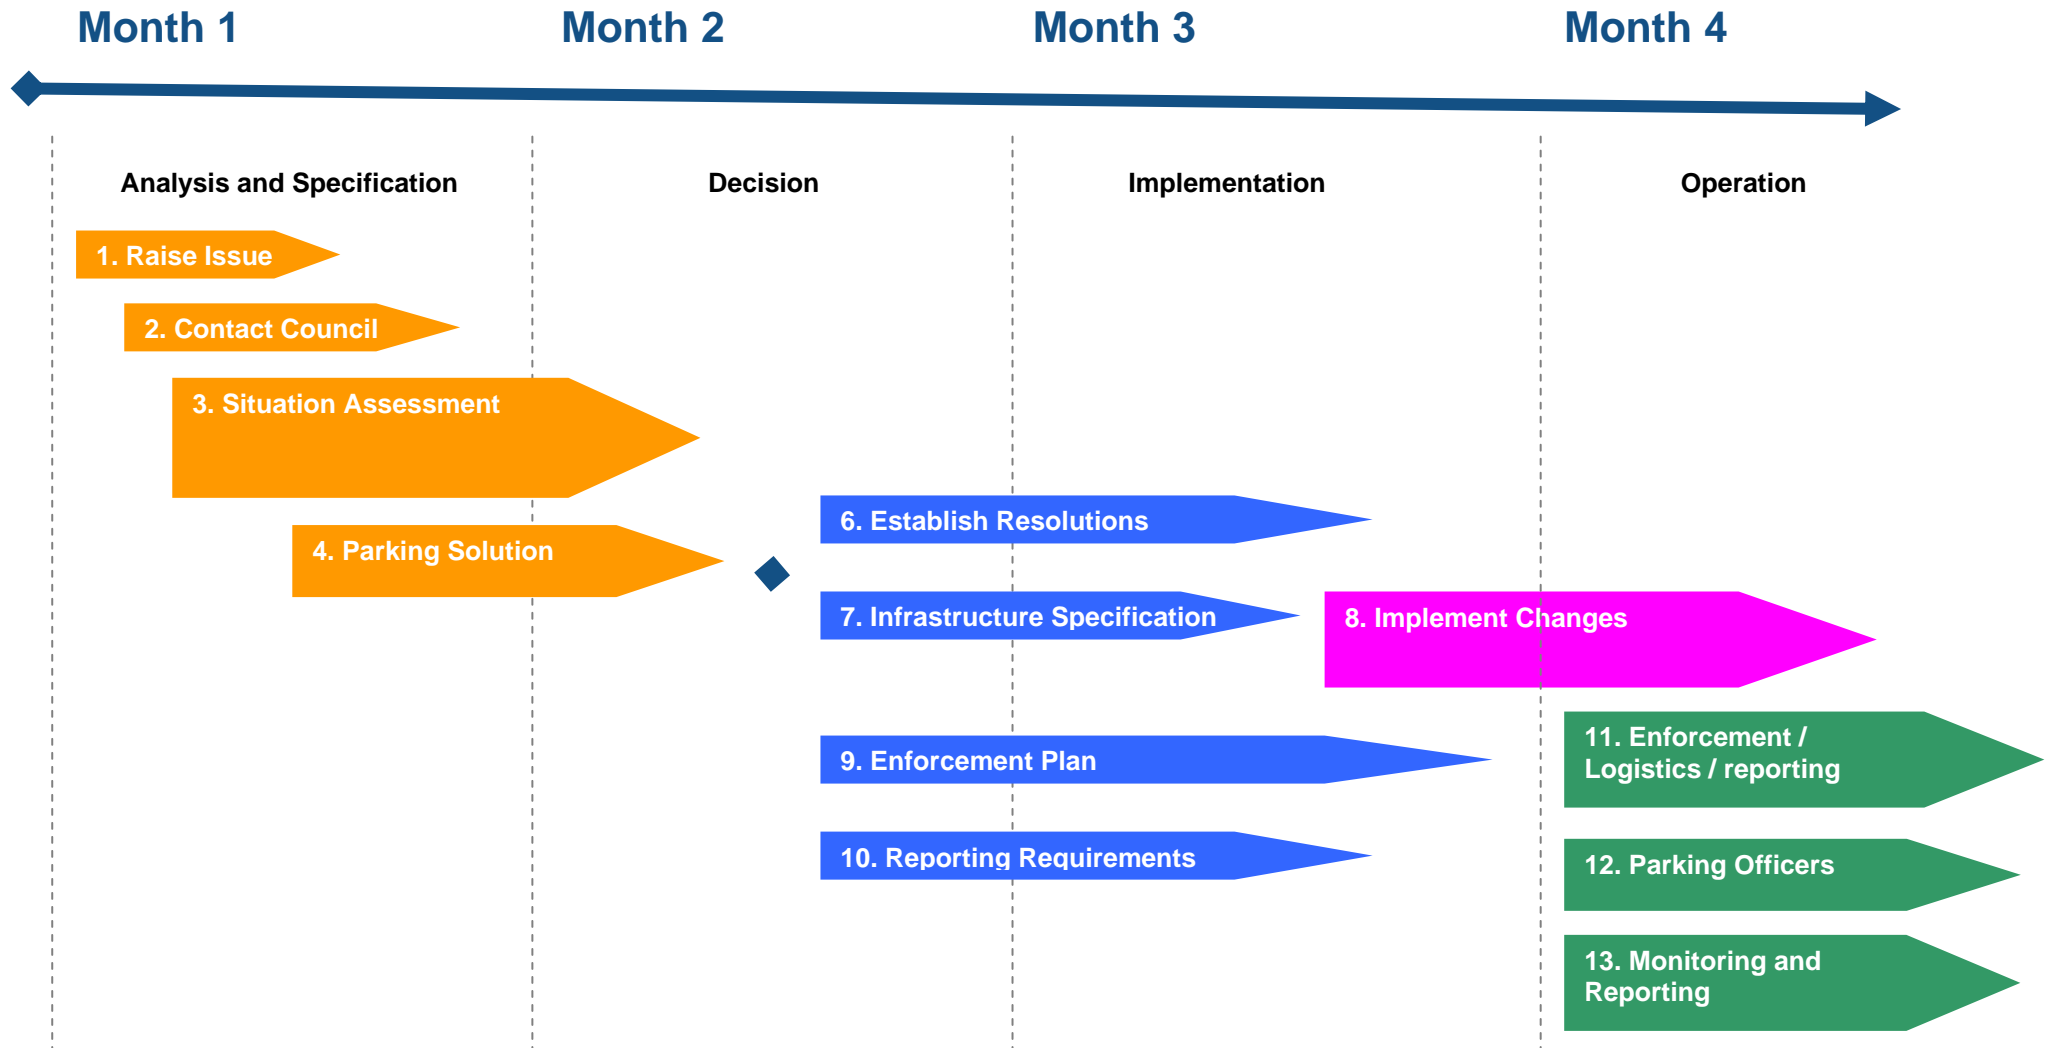 Month 1
Month 2
Month 3
Month 4
Analysis and Specification
Decision
Implementation
Operation
1. Raise Issue
2. Contact Council
3. Situation Assessment
4. Parking Solution
6. Establish Resolutions
7. Infrastructure Specification
8. Implement Changes
9. Enforcement Plan
10. Reporting Requirements
11. Enforcement /
Logistics / reporting
12. Parking Officers
13. Monitoring and
Reporting